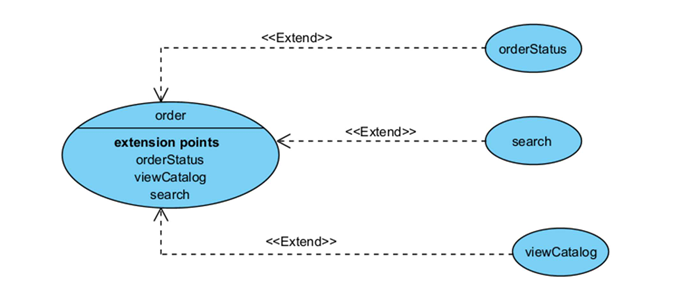 <<Extend>>
orderStatus
order
extension points
orderStatus
viewCatalog
search
<<Extend>>
search
<<Extend>>
viewCatalog